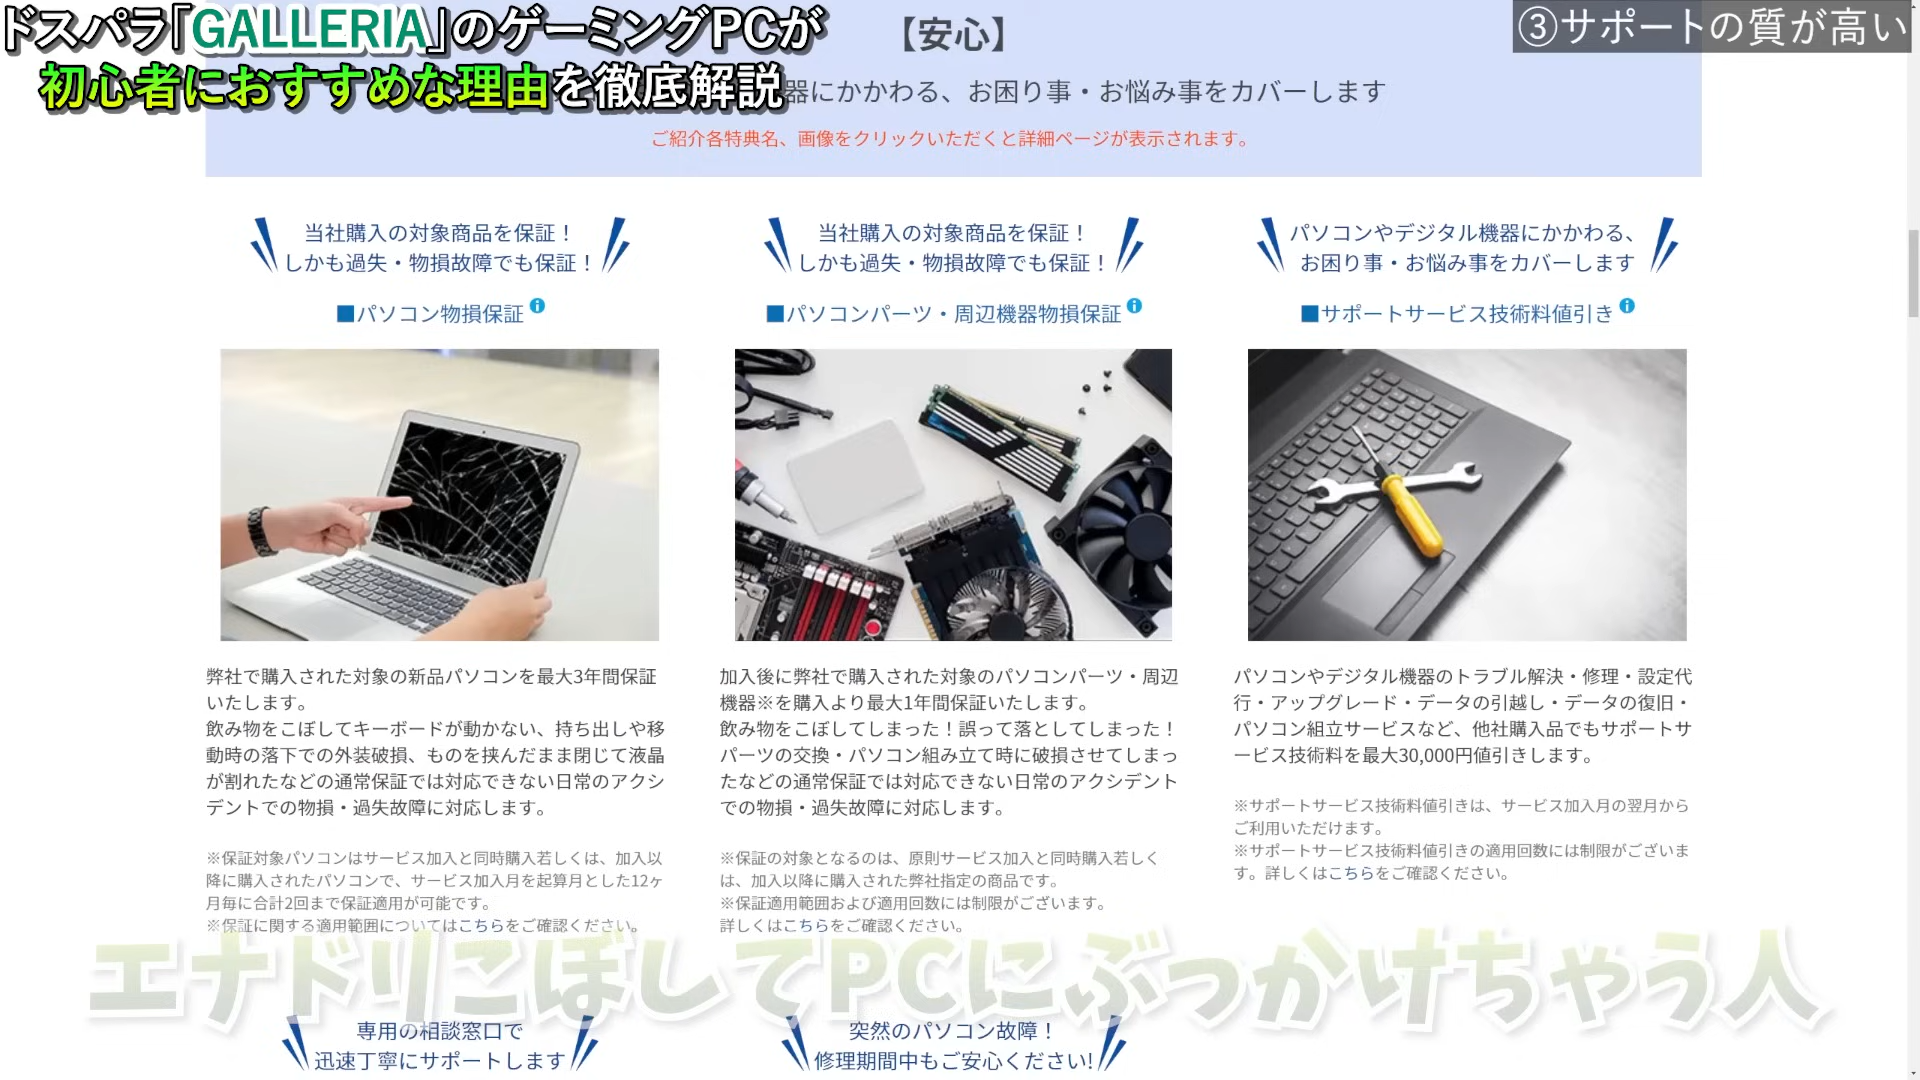 ドスパラ「GALLERIA」のゲーミングPCが
初心者におすすめな理由を徹底解説
③サポートの質が高い
【安心】
器にかかわる、お困り事・お悩み事をカバーします
ご紹介各特典名、画像をクリックいただくと詳細ページが表示されます。
当社購入の対象商品を保証！
しかも過失・物損故障でも保証！
■パソコン物損保証
弊社で購入された対象の新品パソコンを最大3年間保証
いたします。
飲み物をこぼしてキーボードが動かない、持ち出しや移
動時の落下での外装破損、ものを挟んだまま閉じて液晶
が割れたなどの通常保証では対応できない日常のアクシ
デントでの物損・過失故障に対応します。
※保証対象パソコンはサービス加入と同時購入若しくは、加入以
降に購入されたパソコンで、サービス加入月を起算月とした12ヶ
月毎に合計2回まで保証適用が可能です。
※保証に関する適用範囲についてはこちらをご確認ください。
当社購入の対象商品を保証！
しかも過失・物損故障でも保証！
■パソコンパーツ・周辺機器物損保証
加入後に弊社で購入された対象のパソコンパーツ・周辺
機器※を購入より最大1年間保証いたします。
飲み物をこぼしてしまった！誤って落としてしまった！
パーツの交換・パソコン組み立て時に破損させてしまっ
たなどの通常保証では対応できない日常のアクシデント
での物損・過失故障に対応します。
※保証の対象となるのは、原則サービス加入と同時購入若しく
は、加入以降に購入された弊社指定の商品です。
※保証適用範囲および適用回数には制限がございます。
詳しくはこちらをご確認ください。
パソコンやデジタル機器にかかわる、
お困り事・お悩み事をカバーします
■サポートサービス技術料値引き
パソコンやデジタル機器のトラブル解決・修理・設定代
行・アップグレード・データの引越し・データの復旧・
パソコン組立サービスなど、他社購入品でもサポートサ
ービス技術料を最大30,000円値引きします。
※サポートサービス技術料値引きは、サービス加入月の翌月から
ご利用いただけます。
※サポートサービス技術料値引きの適用回数には制限がございま
す。詳しくはこちらをご確認ください。
エナドリこぼしてPCにぶっかけちゃう人
専用の相談窓口で
迅速丁寧にサポートします
突然のパソコン故障！
修理期間中もご安心ください!